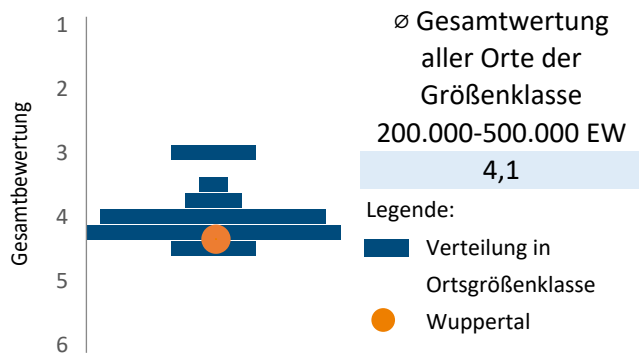 Gesamtbewertung
1
2
3
4
5
6
⌀ Gesamtwertung
aller Orte der
Größenklasse
200.000-500.000 EW
4,1
Legende:
Verteilung in
Ortsgrößenklasse
Wuppertal